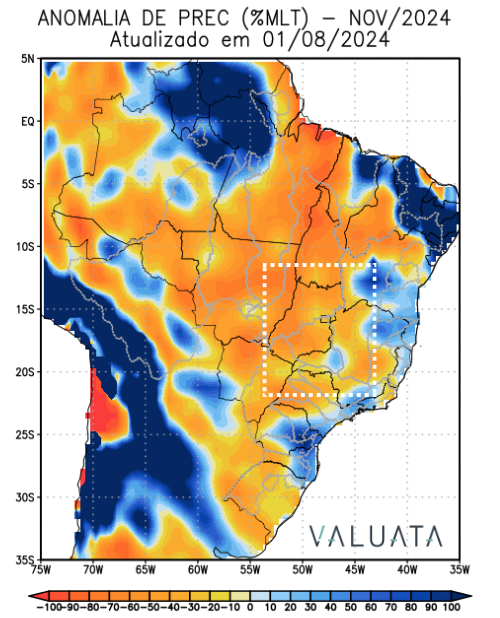 ANOMALIA DE PREC (%MLT) - NOV/2024
Atualizado em 01/08/2024
5N
EQ
5S
10S
15S
20S
25S
30S
35S
VALUATA
75W 70W 65W 60W 55W 50W 45W 40W 35W
-100 -90 -80 -70 -60 -50 -40 -30 -20 -10 0 10 20 30 40 50 60 70 80 90 100